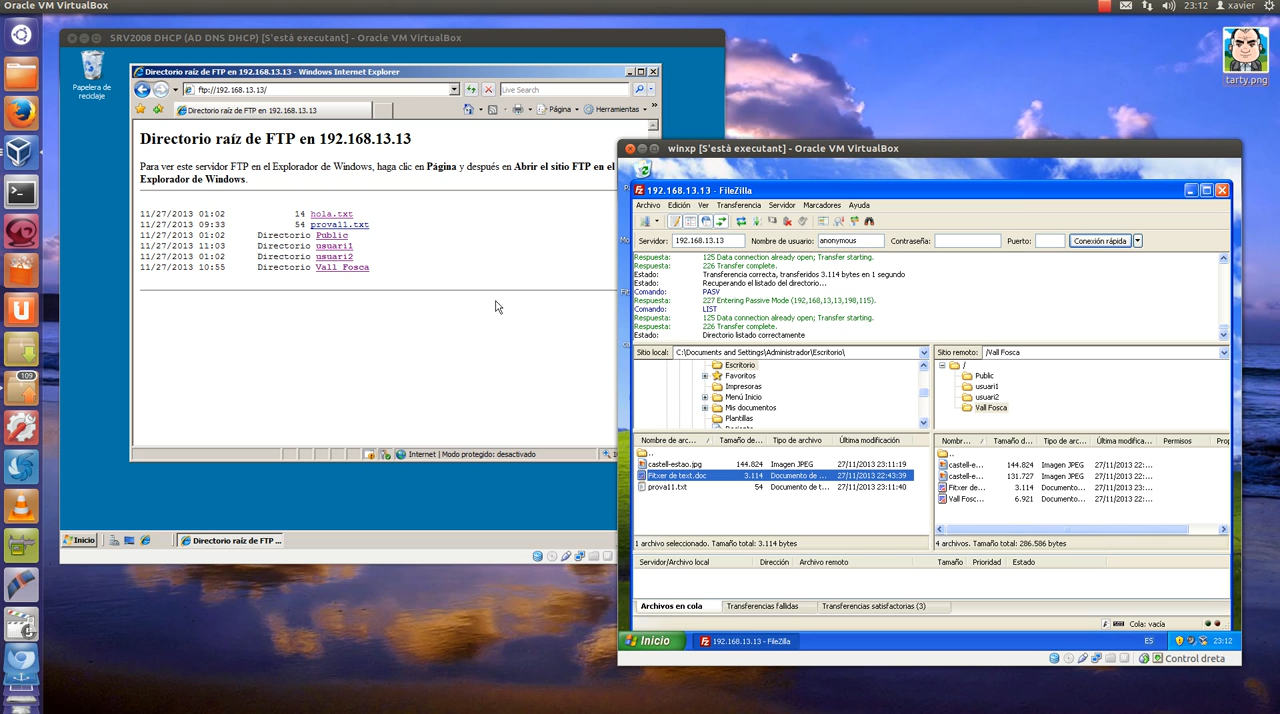 Oracle VM VirtualBox
23:12 xavier
tarty.png
109
SRV2008 DHCP (AD DNS DHCP) [S'està executant] - Oracle VM VirtualBox
Papelera de
reciclaje
Directorio raíz de FTP en 192.168.13.13 - Windows Internet Explorer
ftp://192.168.13.13/
Live Search
Directorio raíz de FTP en 192.168.13.13
Página
Herramientas
Directorio raíz de FTP en 192.168.13.13
Para ver este servidor FTP en el Explorador de Windows, haga clic en Página y después en Abrir el sitio FTP en el
Explorador de Windows.
11/27/2013 01:02 14 hola.txt
11/27/2013 09:33 54 prova11.txt
11/27/2013 01:02 Directorio Public
11/27/2013 11:03 Directorio usuari1
11/27/2013 01:02 Directorio usuari2
11/27/2013 10:55 Directorio Vall Fosca
Internet | Modo protegido: desactivado
Inicio
Directorio raíz de FTP ...
winxp [S'està executant] - Oracle VM VirtualBox
192.168.13.13 - FileZilla
Archivo Edición Ver Transferencia Servidor Marcadores Ayuda
Servidor: 192.168.13.13 Nombre de usuario: anonymous Contraseña: Puerto: Conexión rápida
Respuesta: 125 Data connection already open; Transfer starting.
Respuesta: 226 Transfer complete.
Estado: Transferencia correcta, transferidos 3.114 bytes en 1 segundo
Estado: Recuperando el listado del directorio...
Comando: PASV
Respuesta: 227 Entering Passive Mode (192,168,13,13,198,115).
Comando: LIST
Respuesta: 125 Data connection already open; Transfer starting.
Respuesta: 226 Transfer complete.
Estado: Directorio listado correctamente
Sitio local: C:\Documents and Settings\Administrador\Escritorio\
Escritorio
Favoritos
Impresoras
Menú Inicio
Mis documentos
Plantillas
Sitio remoto: /Vall Fosca
/
Public
usuari1
usuari2
Vall Fosca
Nombre de arc... Tamaño de... Tipo de archivo Última modificación
..
castell-estao.jpg 144.824 Imagen JPEG 27/11/2013 23:11:19
Fitxer de text.doc 3.114 Documento de ... 27/11/2013 22:43:39
prova11.txt 54 Documento de t... 27/11/2013 23:11:40
1 archivo seleccionado. Tamaño total: 3.114 bytes
Nombr... Tamaño d... Tipo de arc... Última modifica... Permisos Prop
..
castell-e... 144.824 Imagen JPEG 27/11/2013 23:...
castell-e... 131.727 Imagen JPEG 27/11/2013 22:...
Fitxer de... 3.114 Documento... 27/11/2013 23:...
Vall Fosc... 6.921 Documento... 27/11/2013 22:...
4 archivos. Tamaño total: 286.586 bytes
Servidor/Archivo local Dirección Archivo remoto Tamaño Prioridad Estado
Archivos en cola Transferencias fallidas Transferencias satisfactorias (3)
Cola: vacía
Inicio
192.168.13.13 - FileZilla
ES
23:12
Control dreta